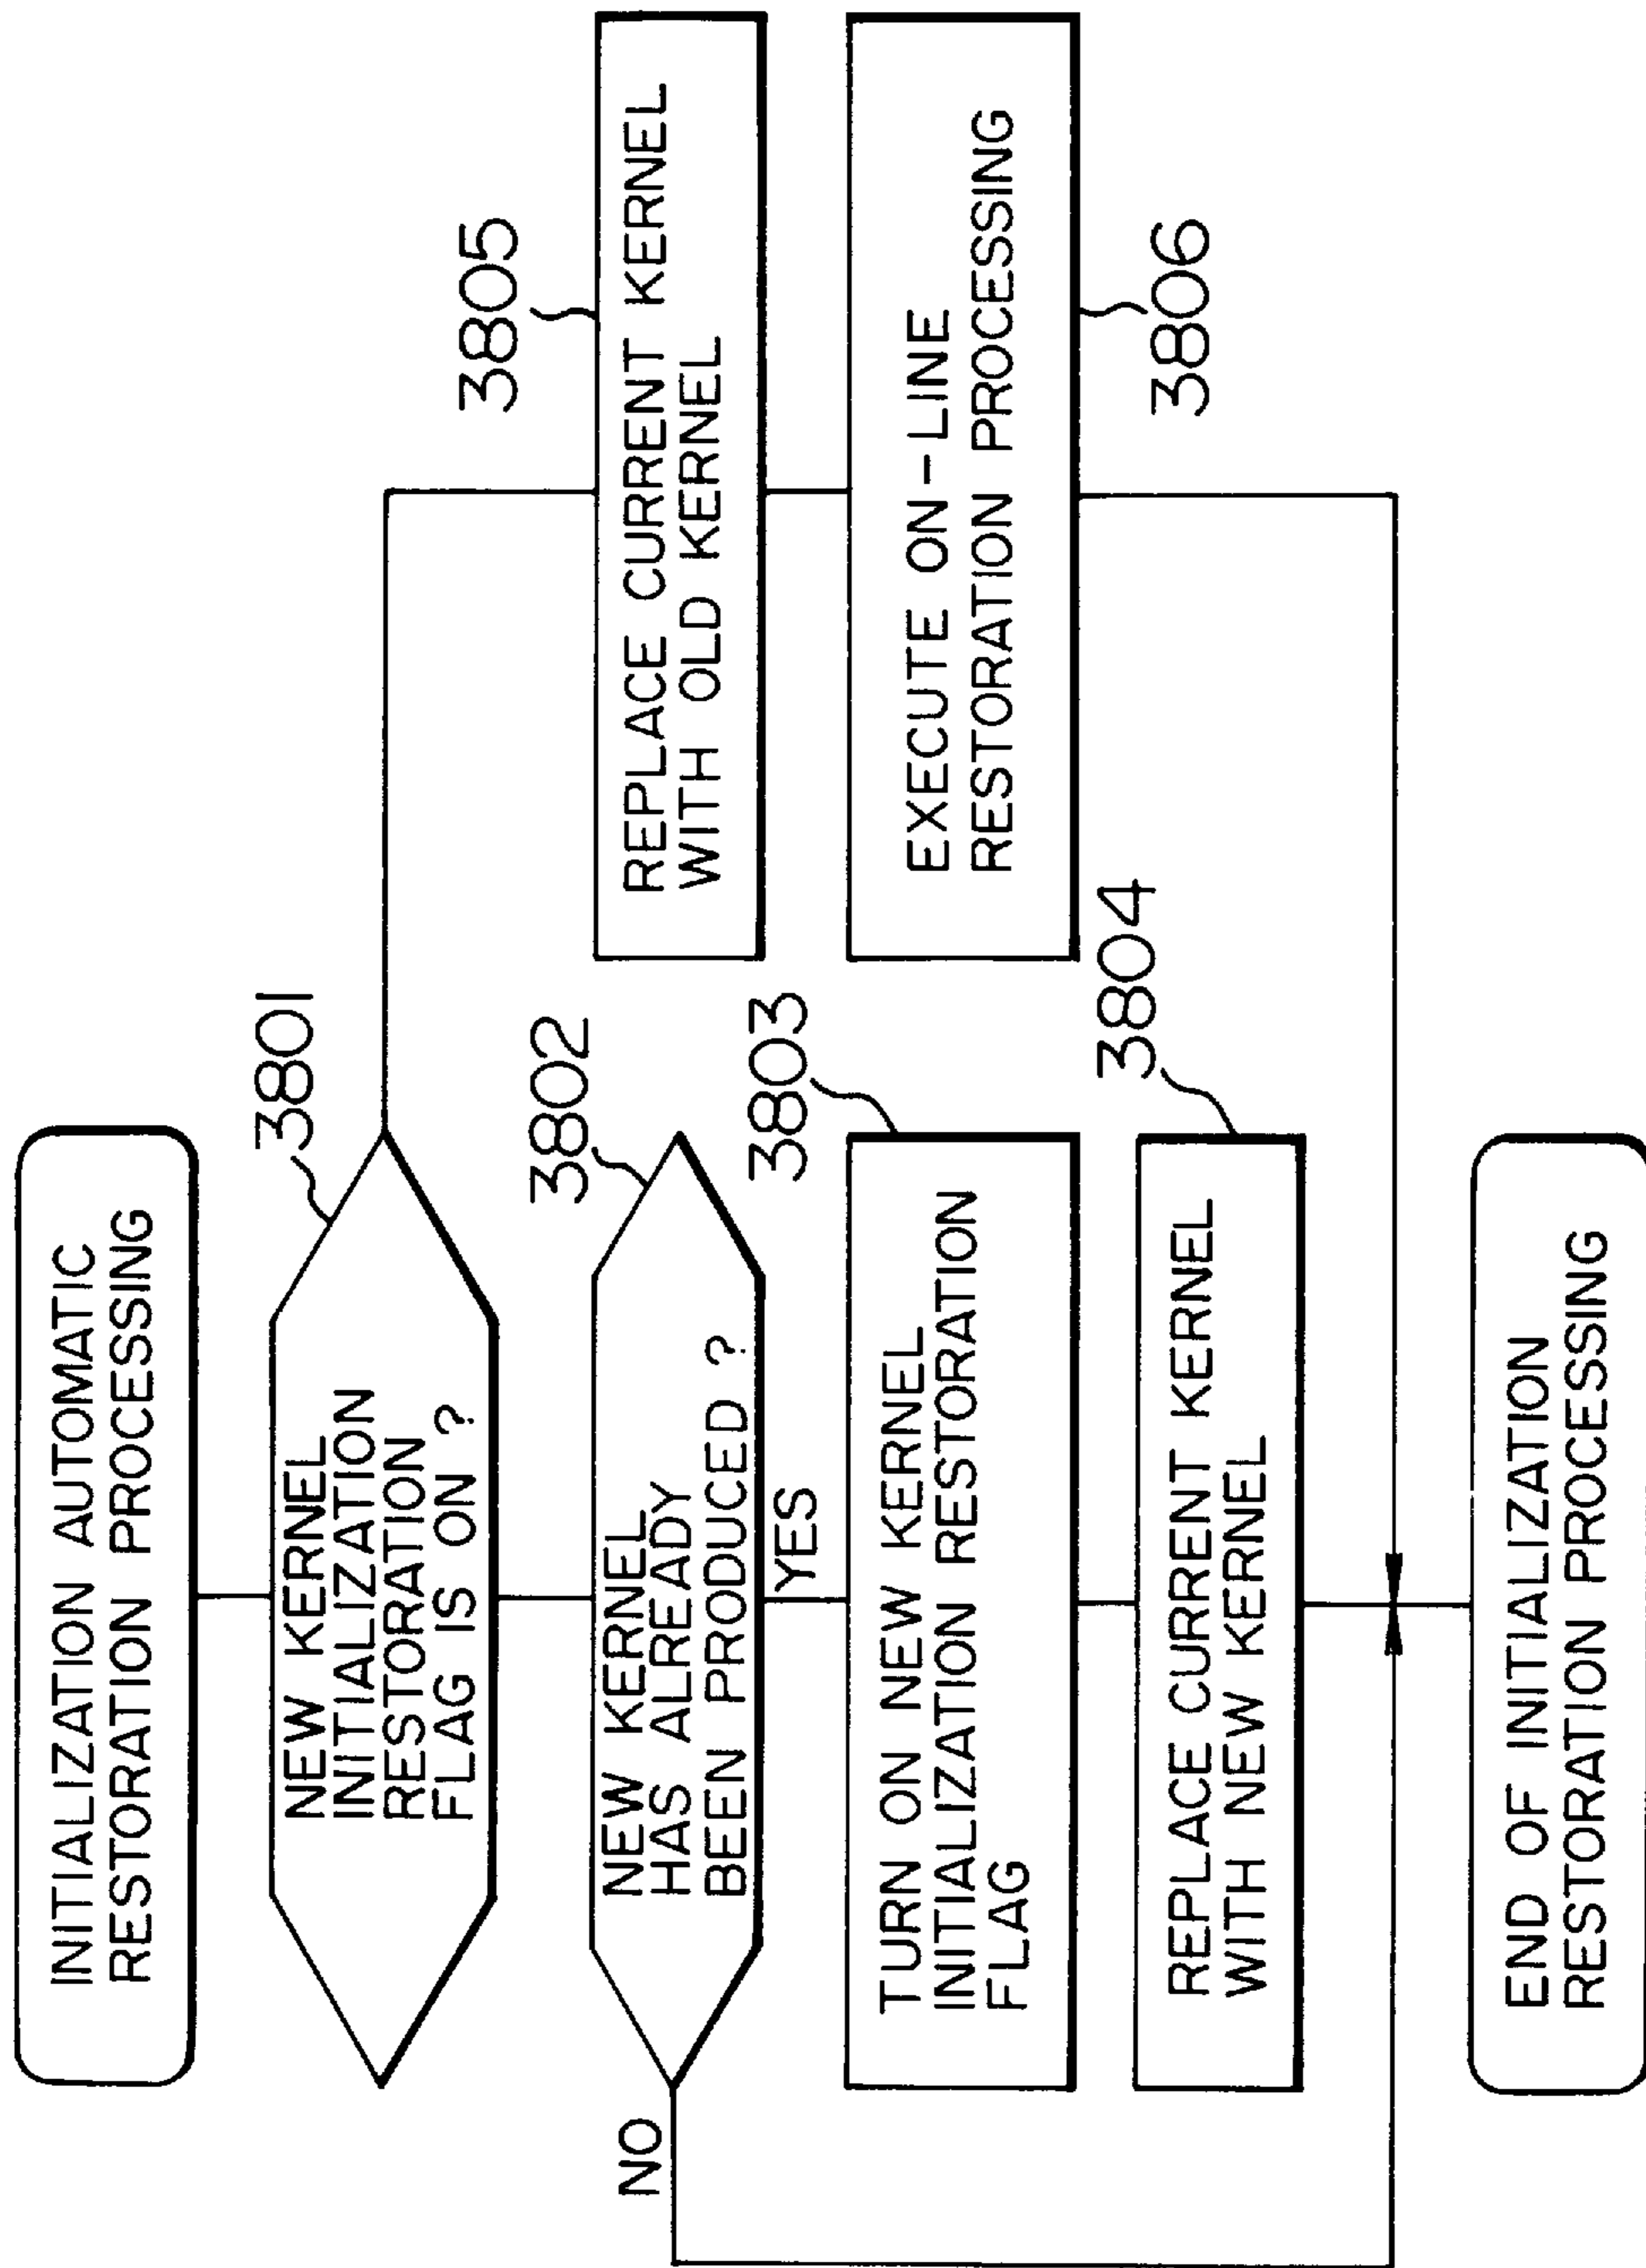 INITIALIZATION AUTOMATIC
RESTORATION PROCESSING
3801
NEW KERNEL
INITIALIZATION
RESTORATION
FLAG IS ON ?
3802
NEW KERNEL
HAS ALREADY
BEEN PRODUCED ?
NO
YES
3803
TURN ON NEW KERNEL
INITIALIZATION RESTORATION
FLAG
3804
REPLACE CURRENT KERNEL
WITH NEW KERNEL
3805
REPLACE CURRENT KERNEL
WITH OLD KERNEL
EXECUTE ON-LINE
RESTORATION PROCESSING
3806
END OF INITIALIZATION
RESTORATION PROCESSING